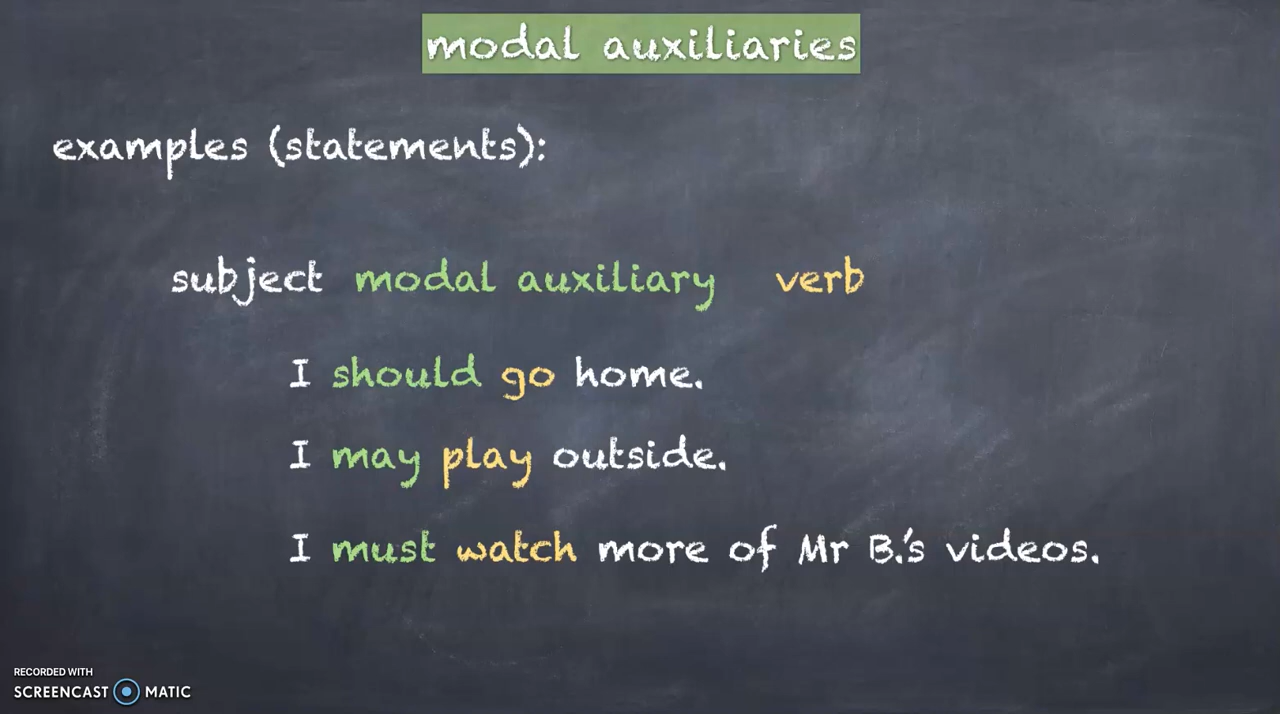 modal auxiliaries
examples (statements):
subject modal auxiliary verb
I should go home.
I may play outside.
I must watch more of Mr B.'s videos.
RECORDED WITH
SCREENCAST MATIC